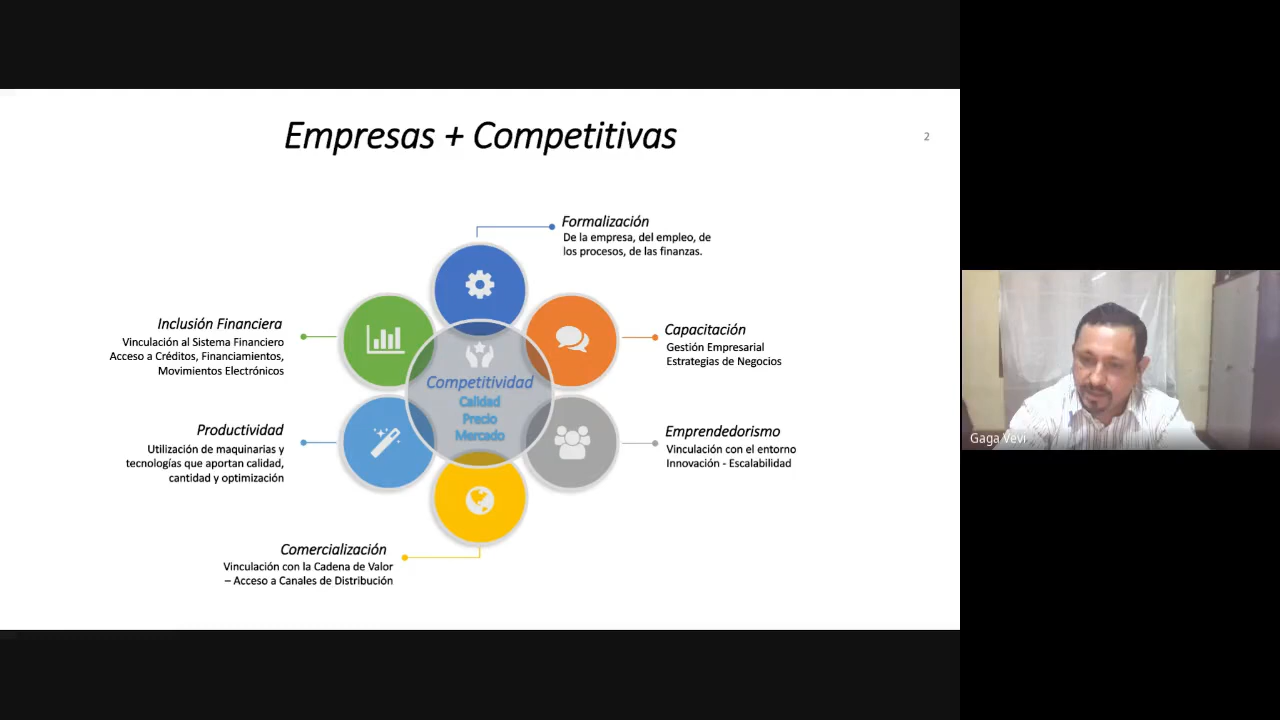 Empresas + Competitivas
2
Formalización
De la empresa, del empleo, de
los procesos, de las finanzas.
Inclusión Financiera
Vinculación al Sistema Financiero
Acceso a Créditos, Financiamientos,
Movimientos Electrónicos
Capacitación
Gestión Empresarial
Estrategias de Negocios
Competitividad
Calidad
Precio
Mercado
Productividad
Utilización de maquinarias y
tecnologías que aportan calidad,
cantidad y optimización
Emprendedorismo
Vinculación con el entorno
Innovación - Escalabilidad
Comercialización
Vinculación con la Cadena de Valor
– Acceso a Canales de Distribución
Gaga Vevi